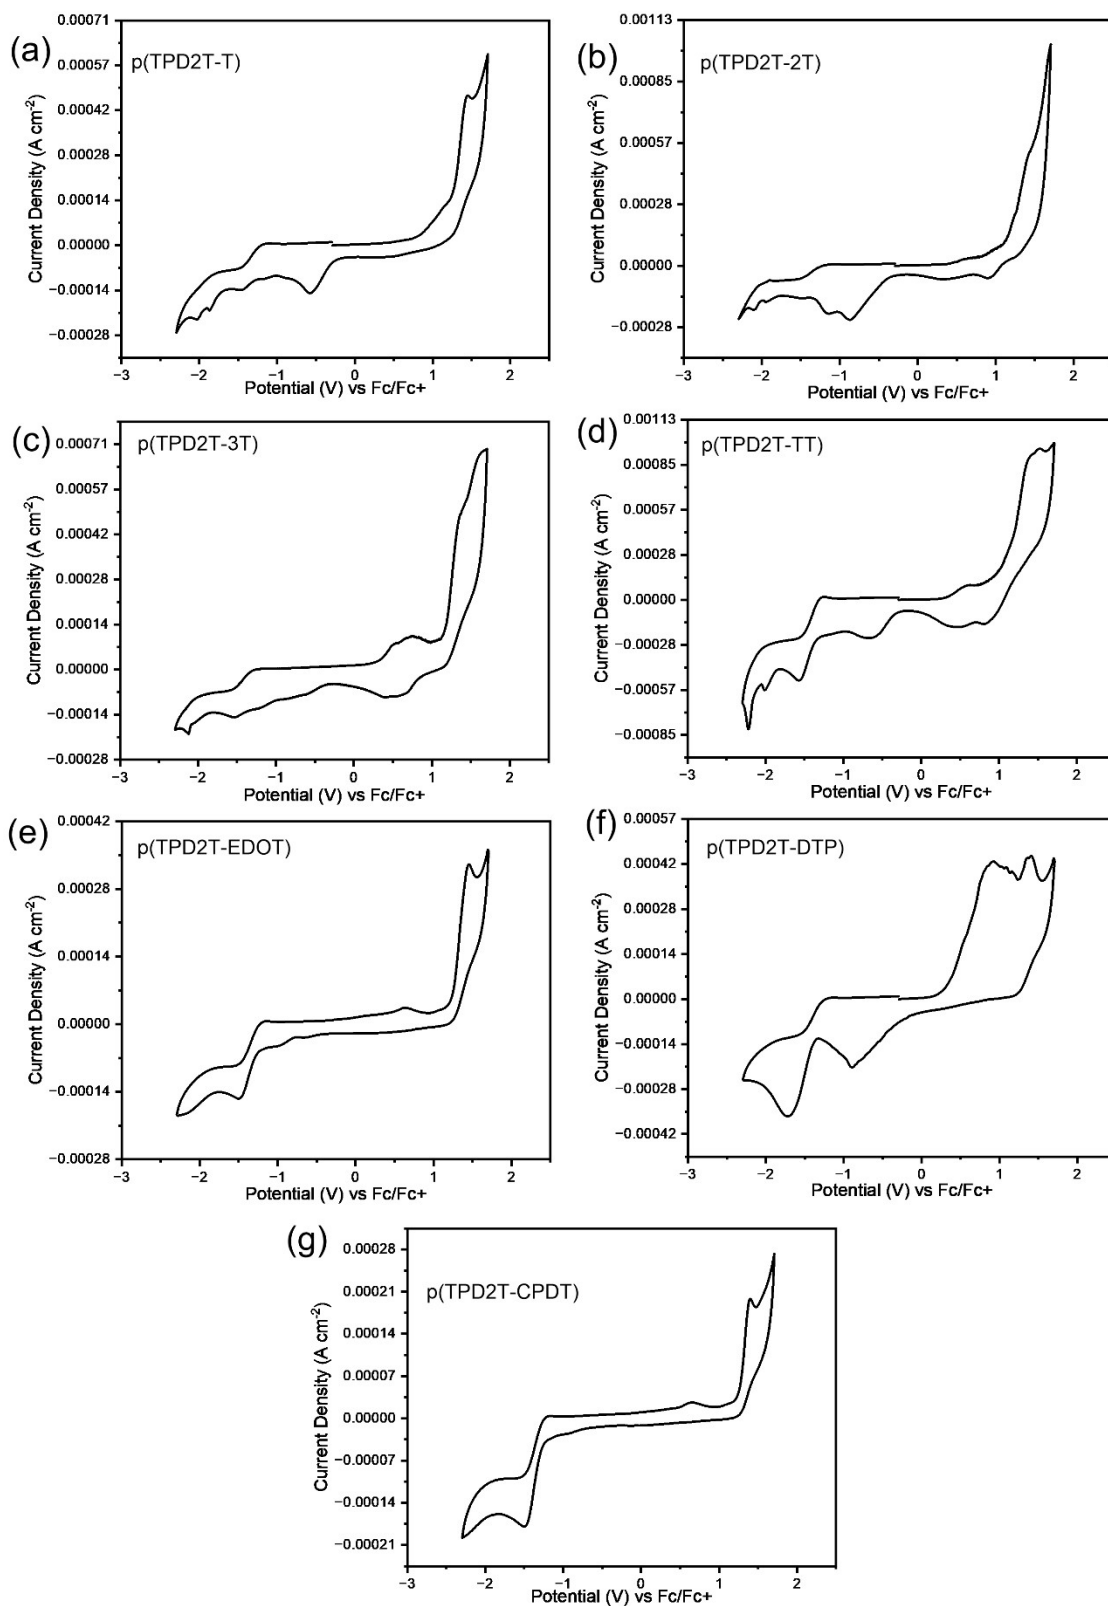 (a)
p(TPD2T-T)
Current Density (A cm-2)
0.00071
0.00057
0.00042
0.00028
0.00014
0.00000
−0.00014
−0.00028
−3 −2 −1 0 1 2
Potential (V) vs Fc/Fc+
(b)
p(TPD2T-2T)
Current Density (A cm-2)
0.00113
0.00085
0.00057
0.00028
0.00000
−0.00028
−3 −2 −1 0 1 2
Potential (V) vs Fc/Fc+
(c)
p(TPD2T-3T)
Current Density (A cm-2)
0.00071
0.00057
0.00042
0.00028
0.00014
0.00000
−0.00014
−0.00028
−3 −2 −1 0 1 2
Potential (V) vs Fc/Fc+
(d)
p(TPD2T-TT)
Current Density (A cm-2)
0.00113
0.00085
0.00057
0.00028
0.00000
−0.00028
−0.00057
−0.00085
−3 −2 −1 0 1 2
Potential (V) vs Fc/Fc+
(e)
p(TPD2T-EDOT)
Current Density (A cm-2)
0.00042
0.00028
0.00014
0.00000
−0.00014
−0.00028
−3 −2 −1 0 1 2
Potential (V) vs Fc/Fc+
(f)
p(TPD2T-DTP)
Current Density (A cm-2)
0.00057
0.00042
0.00028
0.00014
0.00000
−0.00014
−0.00028
−0.00042
−3 −2 −1 0 1 2
Potential (V) vs Fc/Fc+
(g)
p(TPD2T-CPDT)
Current Density (A cm-2)
0.00028
0.00021
0.00014
0.00007
0.00000
−0.00007
−0.00014
−0.00021
−3 −2 −1 0 1 2
Potential (V) vs Fc/Fc+